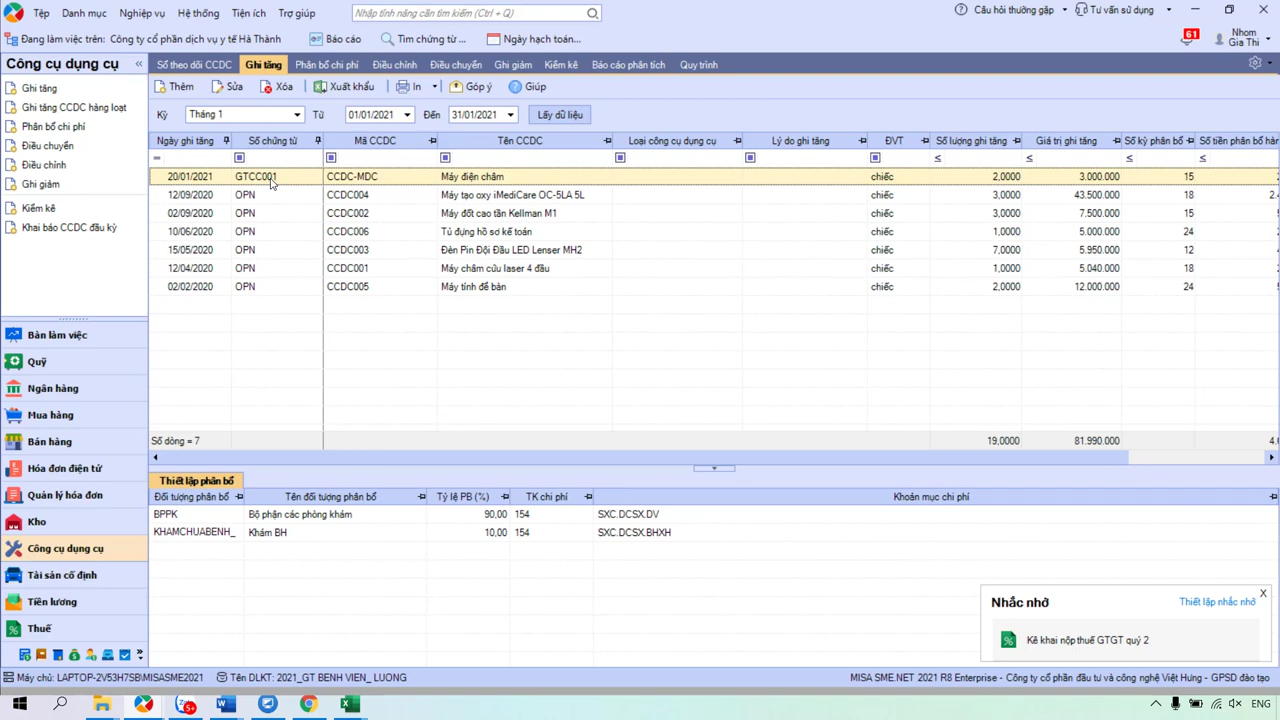 Tệp Danh mục Nghiệp vụ Hệ thống Tiện ích Trợ giúp Nhập tính năng cần tìm kiếm (Ctrl + Q) Câu hỏi thường gặp Tư vấn sử dụng
Đang làm việc trên: Công ty cổ phần dịch vụ y tế Hà Thành Báo cáo Tìm chứng từ ... Ngày hạch toán... 61 Nhom Gia Thi
Công cụ dụng cụ « Sổ theo dõi CCDC Ghi tăng Phân bổ chi phí Điều chỉnh Điều chuyển Ghi giảm Kiểm kê Báo cáo phân tích Quy trình
Ghi tăng
Ghi tăng CCDC hàng loạt
Phân bổ chi phí
Điều chuyển
Điều chỉnh
Ghi giảm
Kiểm kê
Khai báo CCDC đầu kỳ
Thêm Sửa Xóa Xuất khẩu In Góp ý Giúp
Kỳ Tháng 1 Từ 01/01/2021 Đến 31/01/2021 Lấy dữ liệu
Ngày ghi tăng Số chứng từ Mã CCDC Tên CCDC Loại công cụ dụng cụ Lý do ghi tăng ĐVT Số lượng ghi tăng Giá trị ghi tăng Số kỳ phân bổ Số tiền phân bổ hàn
= ≤ ≤ ≤ ≤
20/01/2021 GTCC001 CCDC-MDC Máy điện châm chiếc 2,0000 3.000.000 15 2
12/09/2020 OPN CCDC004 Máy tạo oxy iMediCare OC-5LA 5L chiếc 3,0000 43.500.000 18 2.4
02/09/2020 OPN CCDC002 Máy đốt cao tần Kellman M1 chiếc 3,0000 7.500.000 15 5
10/06/2020 OPN CCDC006 Tủ đựng hồ sơ kế toán chiếc 1,0000 5.000.000 24 2
15/05/2020 OPN CCDC003 Đèn Pin Đội Đầu LED Lenser MH2 chiếc 7,0000 5.950.000 12
12/04/2020 OPN CCDC001 Máy châm cứu laser 4 đầu chiếc 1,0000 5.040.000 18 2
02/02/2020 OPN CCDC005 Máy tính để bàn chiếc 2,0000 12.000.000 24 5
Số dòng = 7 19,0000 81.990.000 4.6
Bàn làm việc
Quỹ
Ngân hàng
Mua hàng
Bán hàng
Hóa đơn điện tử
Quản lý hóa đơn
Kho
Công cụ dụng cụ
Tài sản cố định
Tiền lương
Thuế
Thiết lập phân bổ
Đối tượng phân bổ Tên đối tượng phân bổ Tỷ lệ PB (%) TK chi phí Khoản mục chi phí
BPPK Bộ phận các phòng khám 90,00 154 SXC.DCSX.DV
KHAMCHUABENH_ Khám BH 10,00 154 SXC.DCSX.BHXH
Nhắc nhở Thiết lập nhắc nhở X
Kê khai nộp thuế GTGT quý 2
Máy chủ: LAPTOP-2V53H7SB\MISASME2021 Tên DLKT: 2021_GT BENH VIEN_ LUONG MISA SME.NET 2021 R8 Enterprise - Công ty cổ phần đầu tư và công nghệ Việt Hưng - GPSD đào tạo
5+ ENG